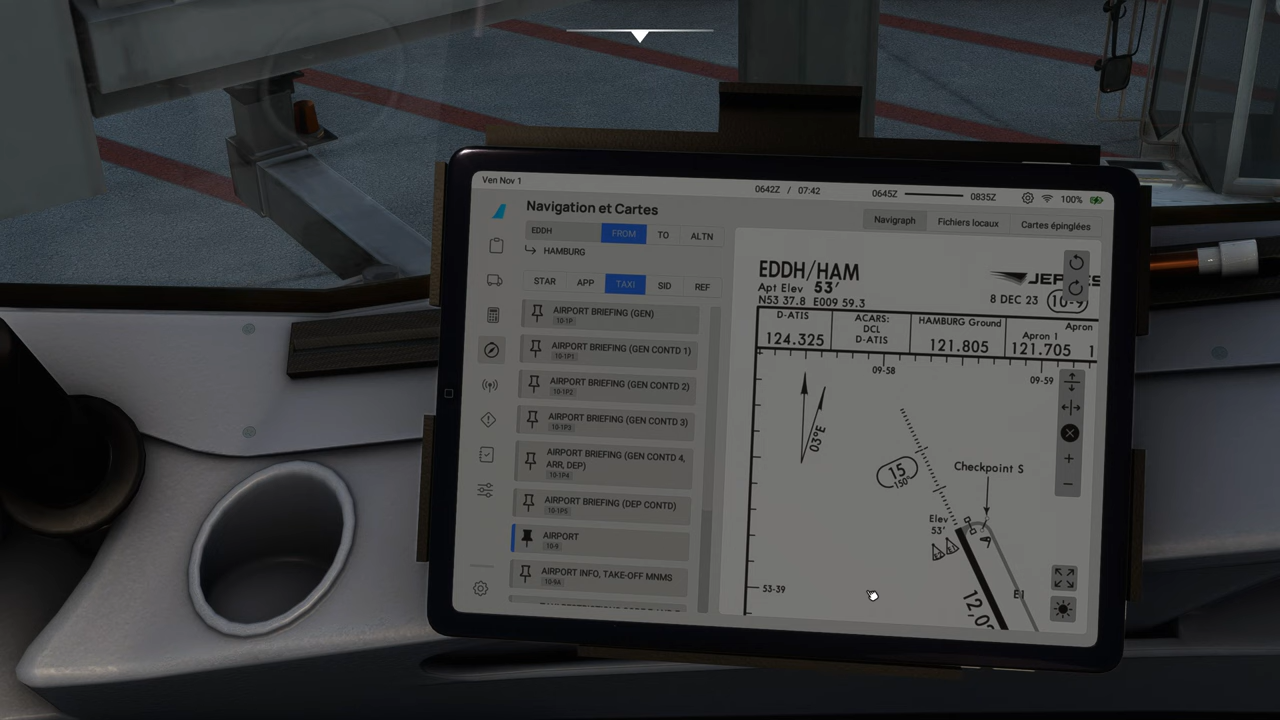 Ven Nov 1
0642Z / 07:42
0645Z
0835Z
100%
Navigation et Cartes
Navigraph
Fichiers locaux
Cartes épinglées
EDDH
FROM
TO
ALTN
HAMBURG
STAR
APP
TAXI
SID
REF
AIRPORT BRIEFING (GEN)
10-1P
AIRPORT BRIEFING (GEN CONTD 1)
10-1P1
AIRPORT BRIEFING (GEN CONTD 2)
10-1P2
AIRPORT BRIEFING (GEN CONTD 3)
10-1P3
AIRPORT BRIEFING (GEN CONTD 4,
ARR, DEP)
10-1P4
AIRPORT BRIEFING (DEP CONTD)
10-1P5
AIRPORT
10-9
AIRPORT INFO, TAKE-OFF MNMS
10-9A
EDDH/HAM
Apt Elev 53'
N53 37.8 E009 59.3
8 DEC 23
10-9
D-ATIS
124.325
ACARS:
DCL
D-ATIS
HAMBURG Ground
121.805
Apron
Apron 1
121.705
1
09-58
09-59
03°E
15
150°
Checkpoint S
Elev
53'
A
E1
53-39